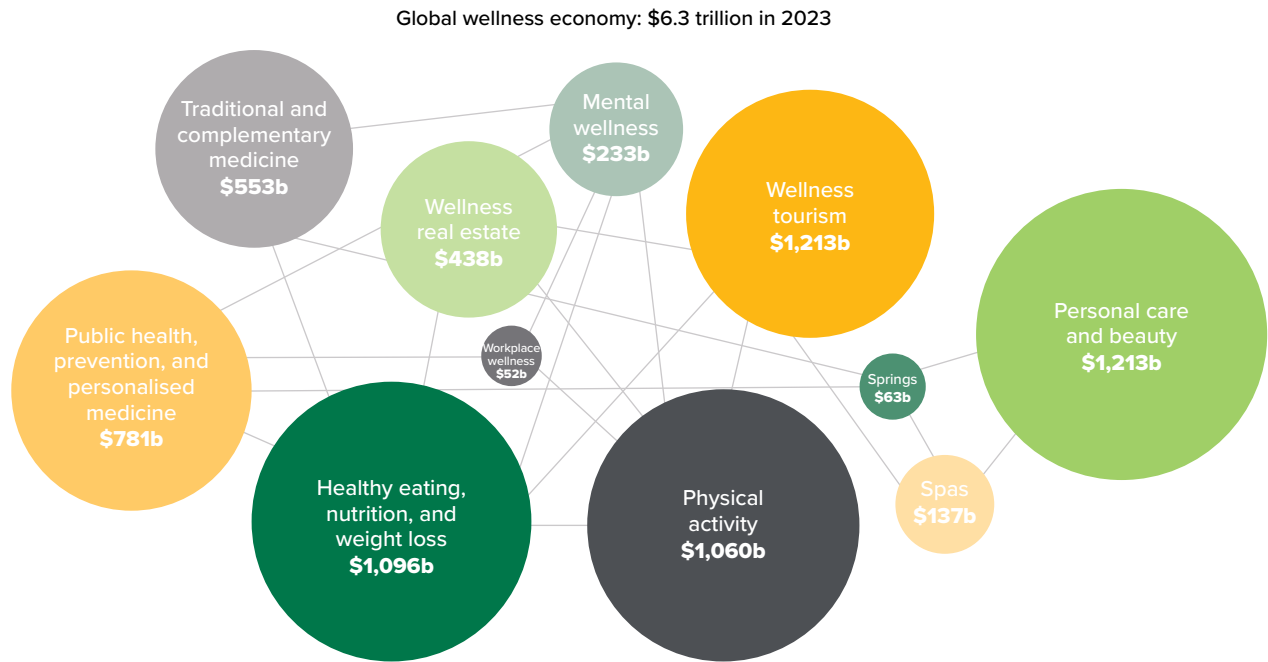 Global wellness economy: $6.3 trillion in 2023
Traditional and
complementary
medicine
$553b
Mental
wellness
$233b
Wellness
real estate
$438b
Wellness
tourism
$1,213b
Personal care
and beauty
$1,213b
Public health,
prevention, and
personalised
medicine
$781b
Workplace
wellness
$52b
Springs
$63b
Healthy eating,
nutrition, and
weight loss
$1,096b
Physical
activity
$1,060b
Spas
$137b